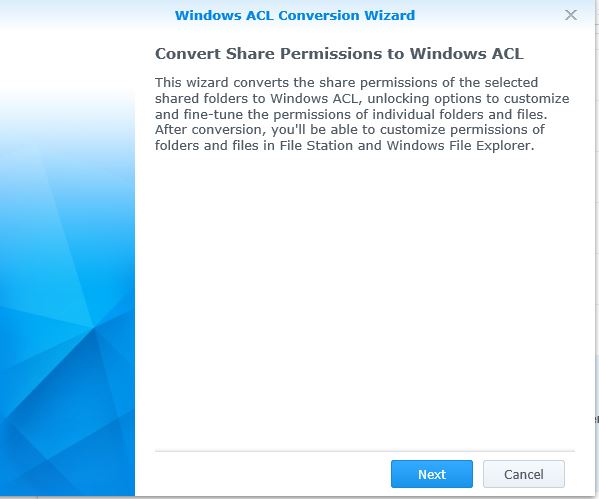 Windows ACL Conversion Wizard
Convert Share Permissions to Windows ACL
This wizard converts the share permissions of the selected
shared folders to Windows ACL, unlocking options to customize
and fine-tune the permissions of individual folders and files.
After conversion, you'll be able to customize permissions of
folders and files in File Station and Windows File Explorer.
Next
Cancel